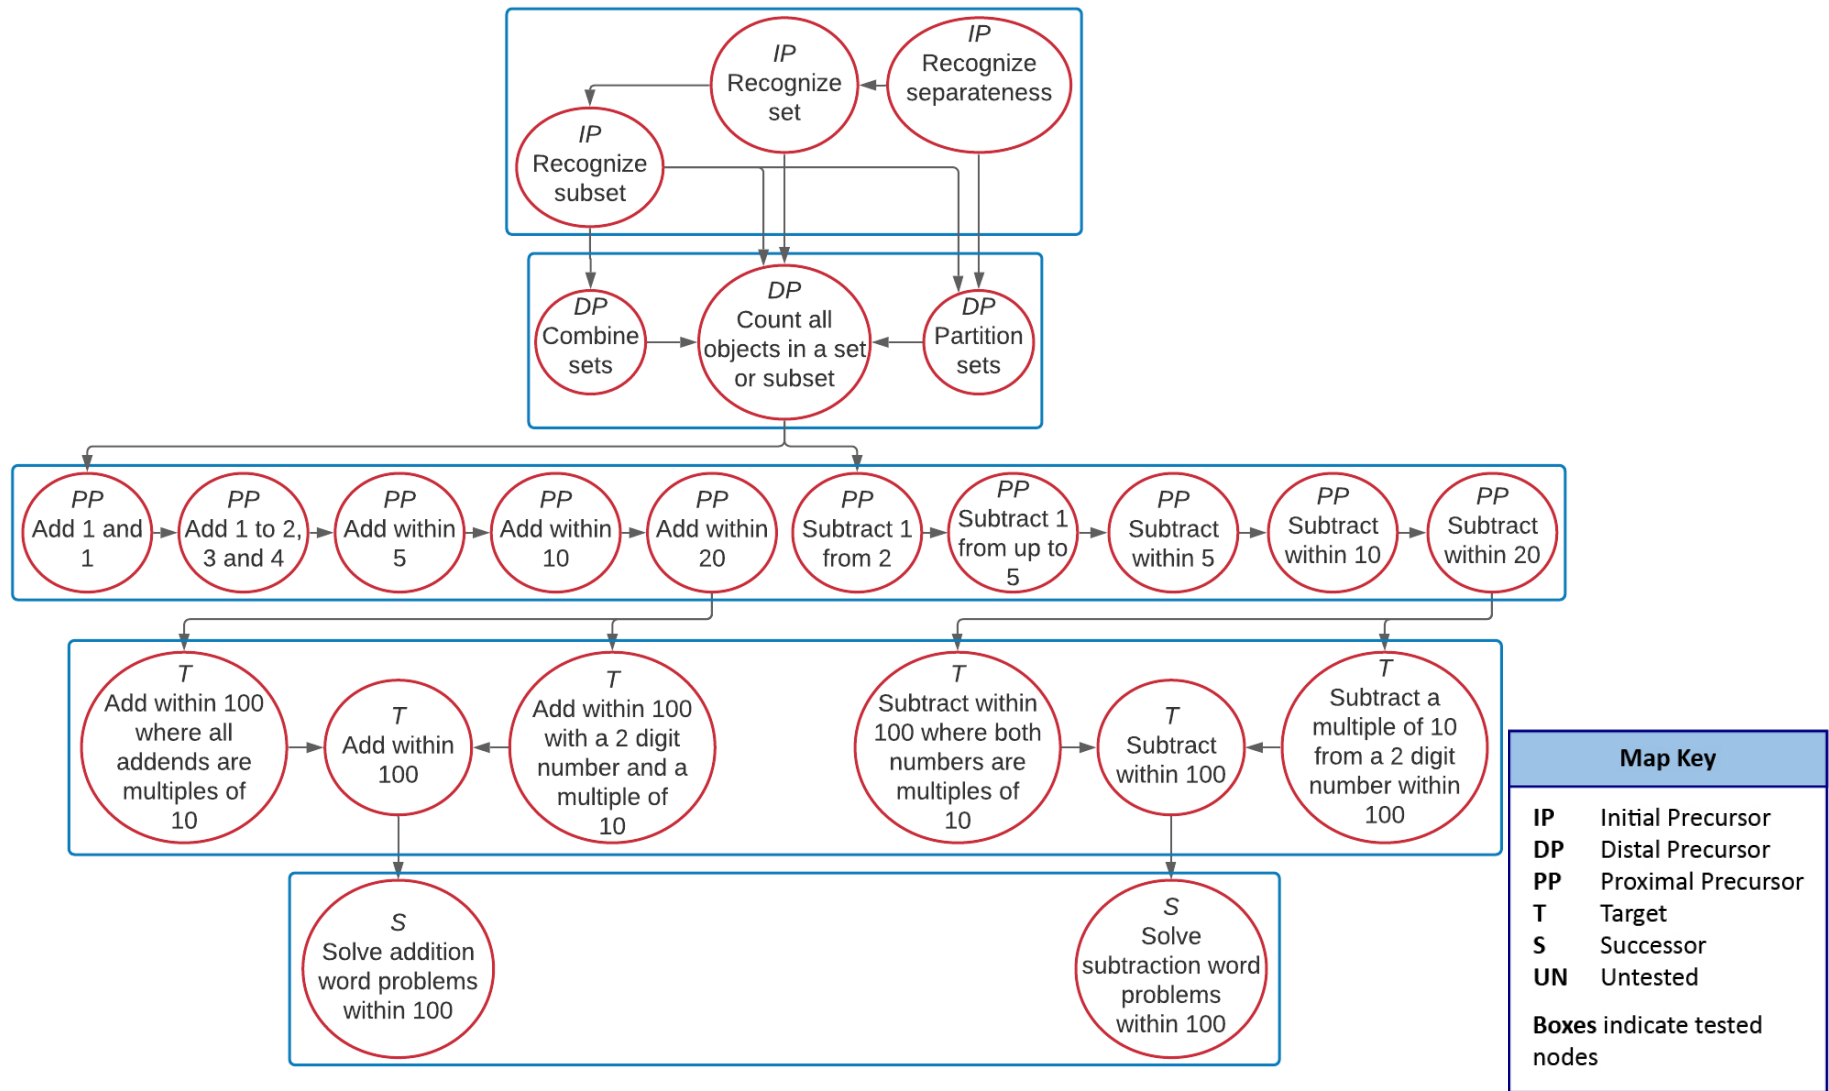 IP
Recognize
set
IP
Recognize
separateness
IP
Recognize
subset
DP
Combine
sets
DP
Count all
objects in a set
or subset
DP
Partition
sets
PP
Add 1 and
1
PP
Add 1 to 2,
3 and 4
PP
Add within
5
PP
Add within
10
PP
Add within
20
PP
Subtract 1
from 2
PP
Subtract 1
from up to
5
PP
Subtract
within 5
PP
Subtract
within 10
PP
Subtract
within 20
T
Add within 100
where all
addends are
multiples of
10
T
Add within
100
T
Add within 100
with a 2 digit
number and a
multiple of
10
T
Subtract within
100 where both
numbers are
multiples of
10
T
Subtract
within 100
T
Subtract a
multiple of 10
from a 2 digit
number within
100
S
Solve addition
word problems
within 100
S
Solve
subtraction word
problems
within 100
Map Key
IP Initial Precursor
DP Distal Precursor
PP Proximal Precursor
T Target
S Successor
UN Untested
Boxes indicate tested
nodes